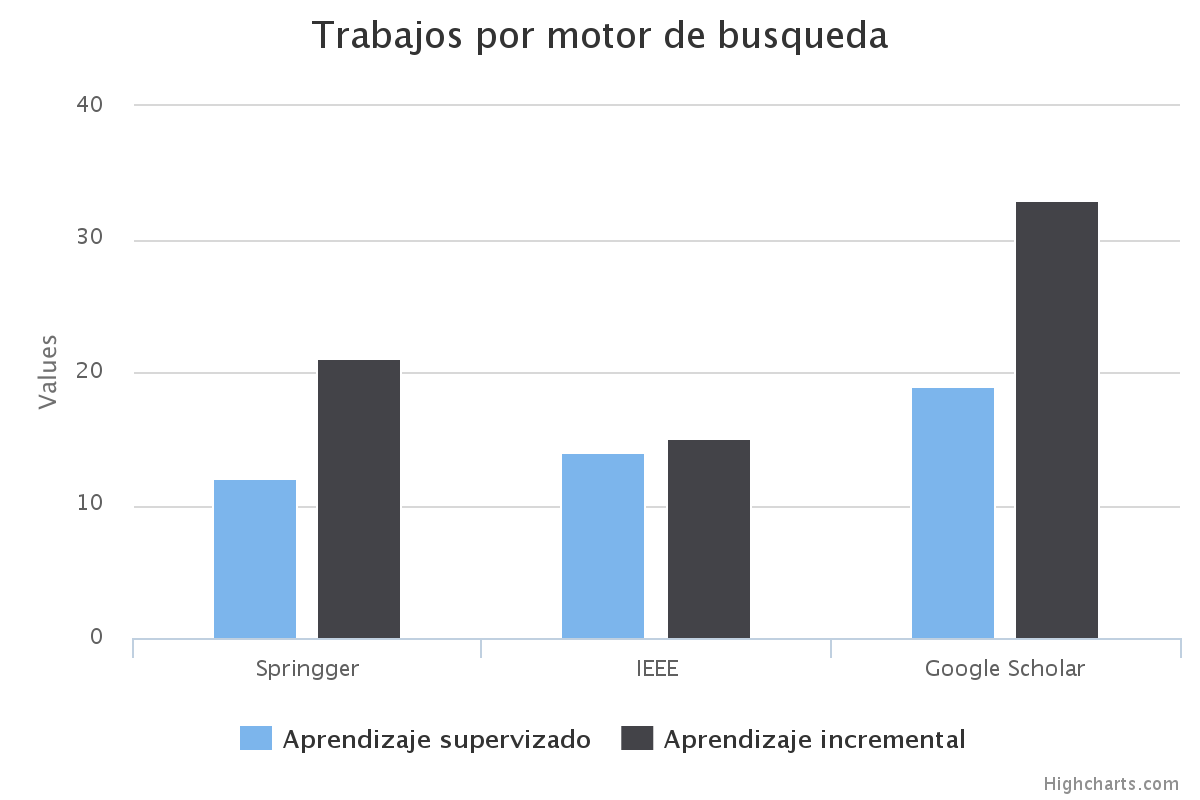 Trabajos por motor de busqueda
40
30
20
10
0
Values
Springger IEEE Google Scholar
Aprendizaje supervizado Aprendizaje incremental
Highcharts.com